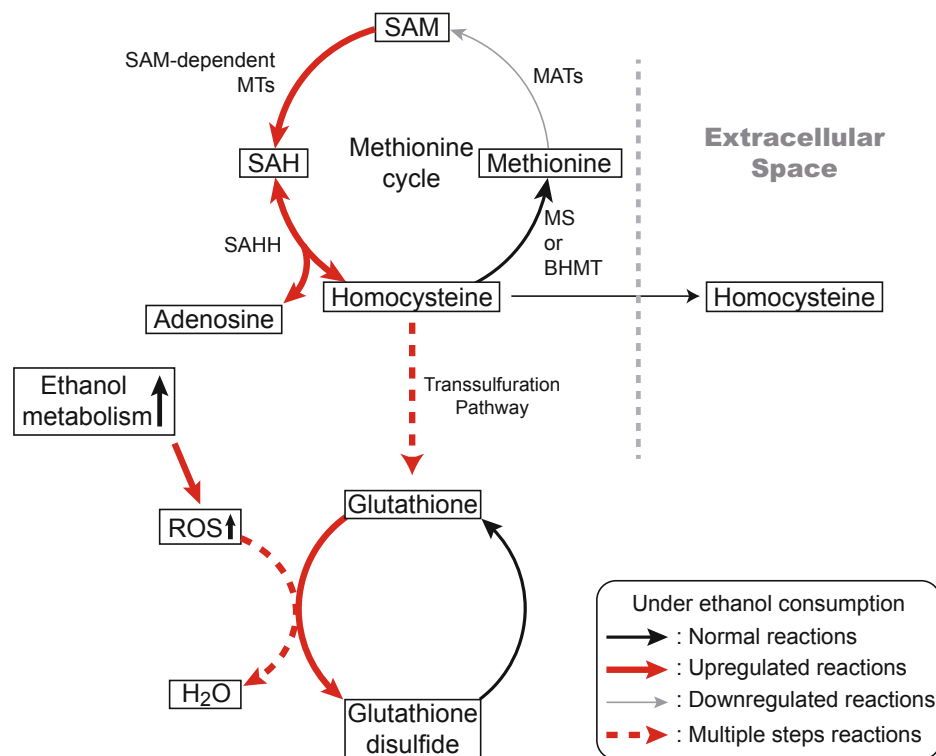 SAM
SAM-dependent
MTs
MATs
SAH
Methionine
cycle
Methionine
Extracellular
Space
SAHH
MS
or
BHMT
Adenosine
Homocysteine
Homocysteine
Ethanol
metabolism
Transsulfuration
Pathway
ROS
Glutathione
H₂O
Glutathione
disulfide
Under ethanol consumption
: Normal reactions
: Upregulated reactions
: Downregulated reactions
: Multiple steps reactions